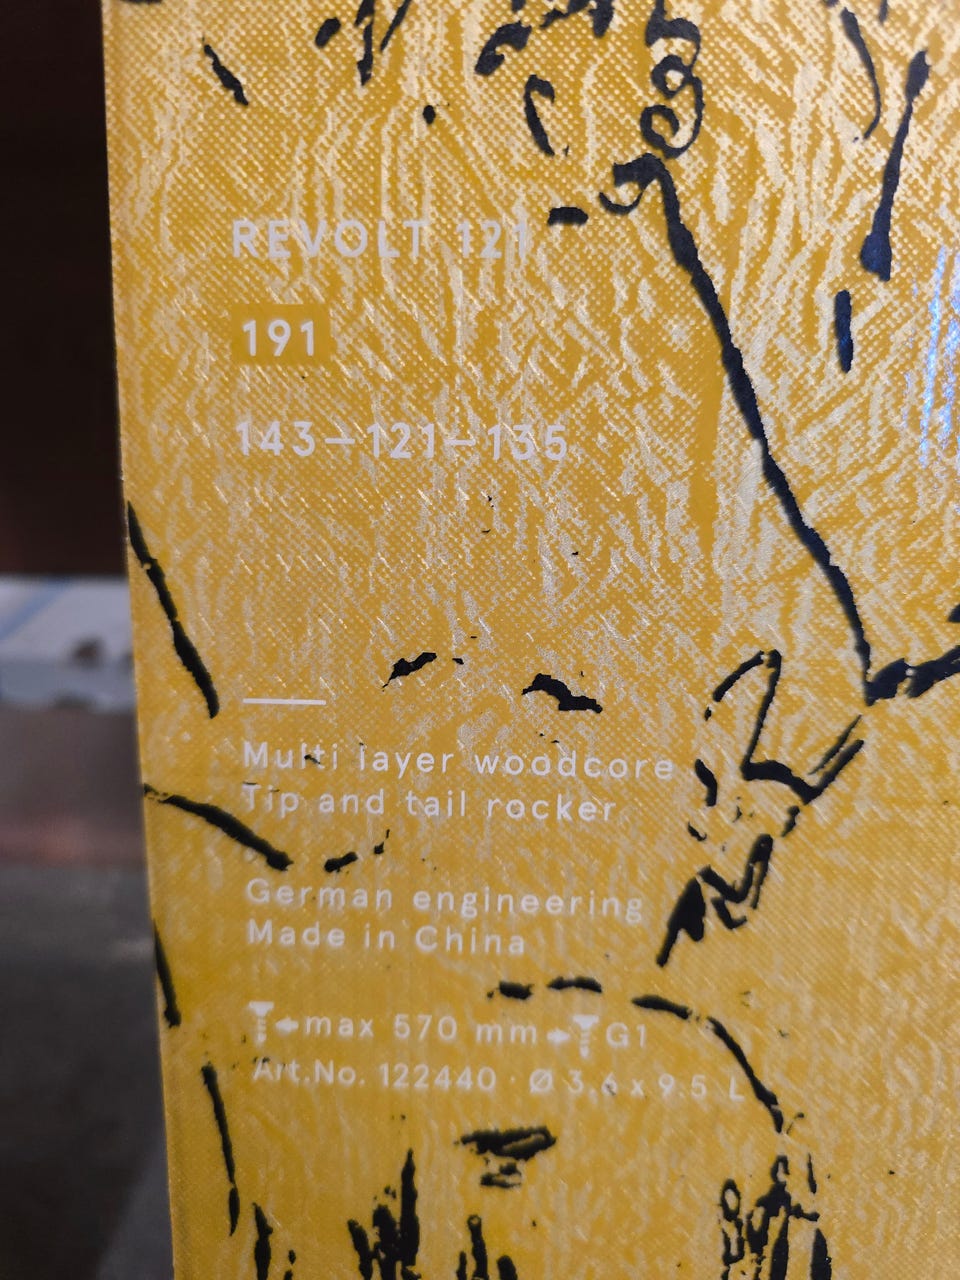 REVOLT 121
191
143–121–135
Multi layer woodcore
Tip and tail rocker
German engineering
Made in China
max 570 mm G1
Art.No. 122440 · Ø 3.6 x 9.5 L